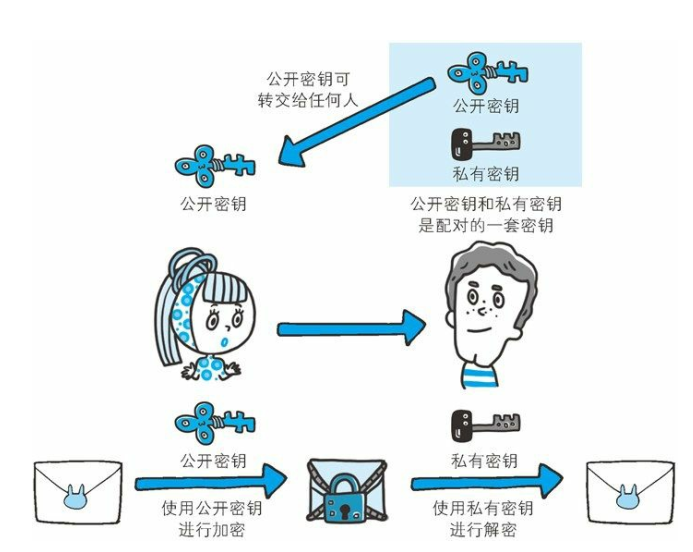 公开密钥可
转交给任何人
公开密钥
私有密钥
公开密钥
公开密钥和私有密钥
是配对的一套密钥
公开密钥
私有密钥
使用公开密钥
进行加密
使用私有密钥
进行解密